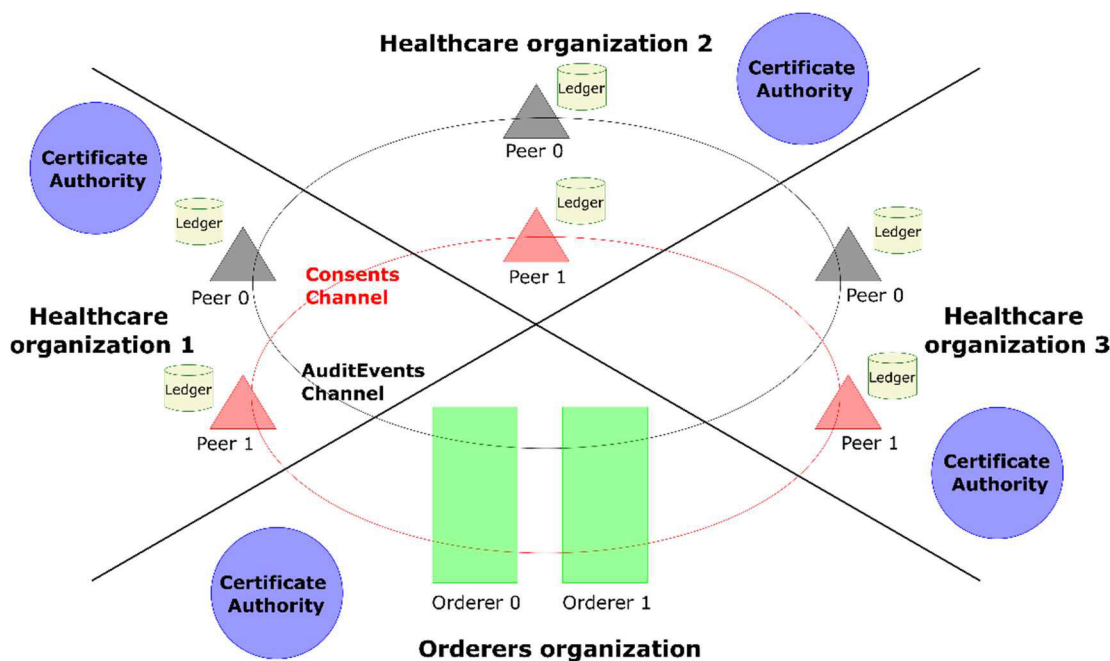 Healthcare organization 2
Certificate
Authority
Ledger
Peer 0
Certificate
Authority
Ledger
Peer 1
Ledger
Peer 0
Ledger
Peer 0
Consents
Channel
Healthcare
organization 1
Healthcare
organization 3
AuditEvents
Channel
Ledger
Peer 1
Ledger
Peer 1
Certificate
Authority
Certificate
Authority
Orderer 0
Orderer 1
Orderers organization